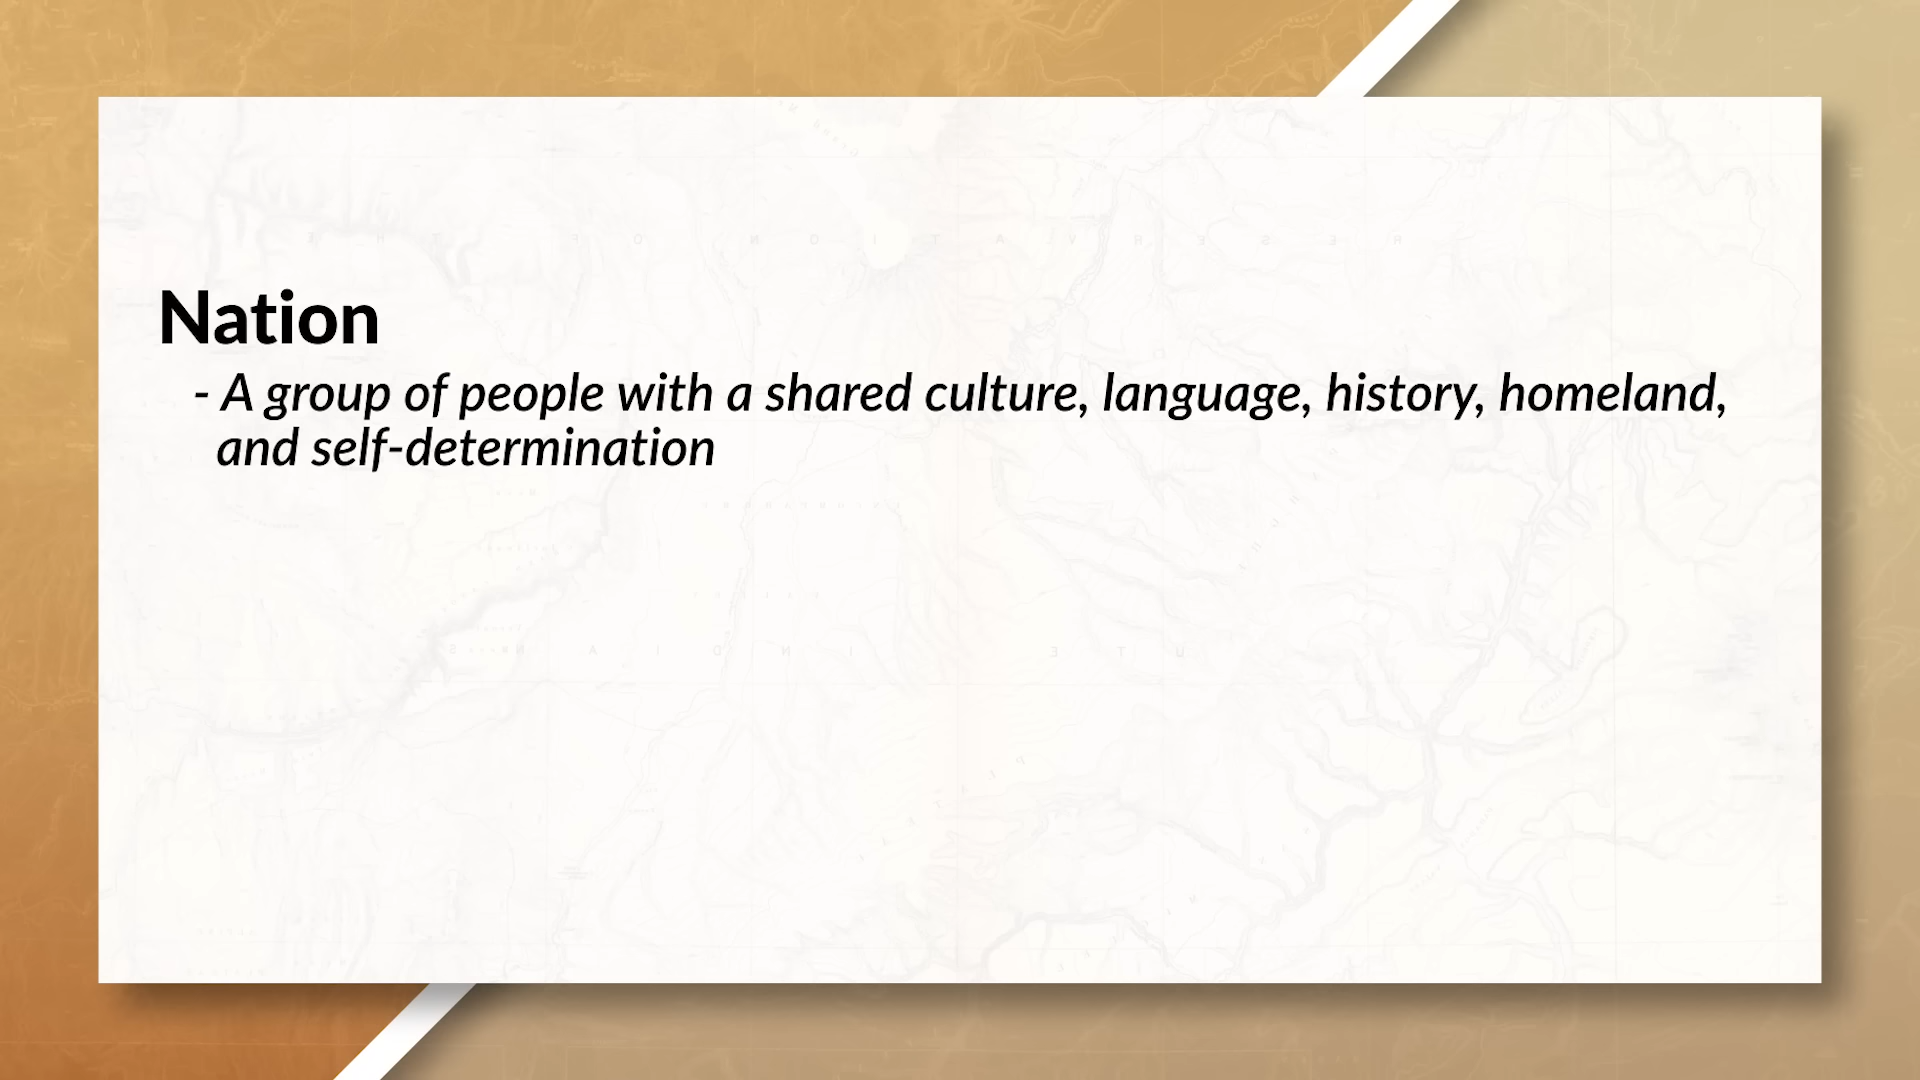 Nation
- A group of people with a shared culture, language, history, homeland,
and self-determination